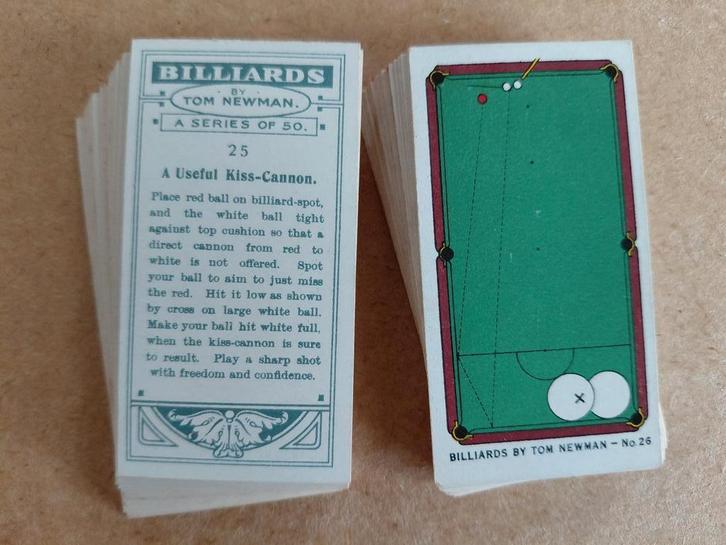 BILLIARDS
BY
TOM NEWMAN.
A SERIES OF 50.
25
A Useful Kiss-Cannon.
Place red ball on billiard-spot,
and the white ball tight
against top cushion so that a
direct cannon from red to
white is not offered. Spot
your ball to aim to just miss
the red. Hit it low as shown
by cross on large white ball.
Make your ball hit white full,
when the kiss-cannon is sure
to result. Play a sharp shot
with freedom and confidence.
BILLIARDS BY TOM NEWMAN - No. 26